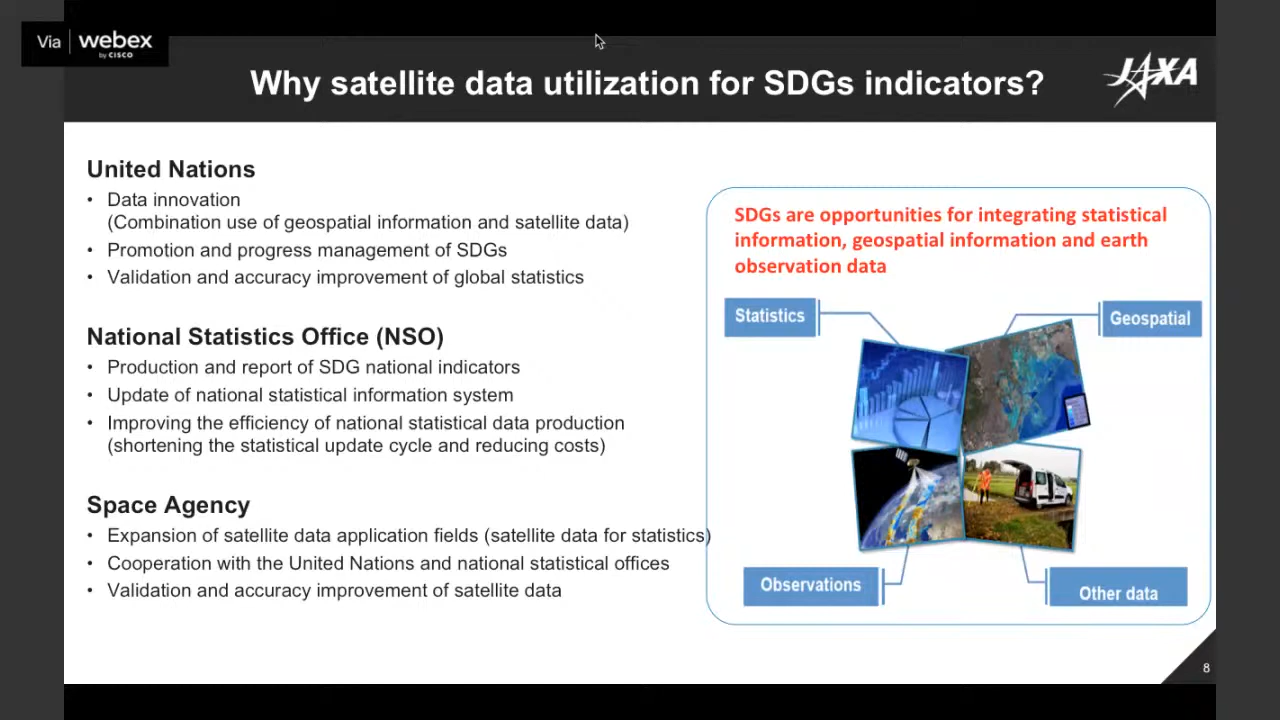 Via webex
by CISCO
Why satellite data utilization for SDGs indicators?
JAXA
United Nations
• Data innovation
(Combination use of geospatial information and satellite data)
• Promotion and progress management of SDGs
• Validation and accuracy improvement of global statistics
National Statistics Office (NSO)
• Production and report of SDG national indicators
• Update of national statistical information system
• Improving the efficiency of national statistical data production
(shortening the statistical update cycle and reducing costs)
Space Agency
• Expansion of satellite data application fields (satellite data for statistics)
• Cooperation with the United Nations and national statistical offices
• Validation and accuracy improvement of satellite data
SDGs are opportunities for integrating statistical
information, geospatial information and earth
observation data
Statistics
Geospatial
Observations
Other data
8